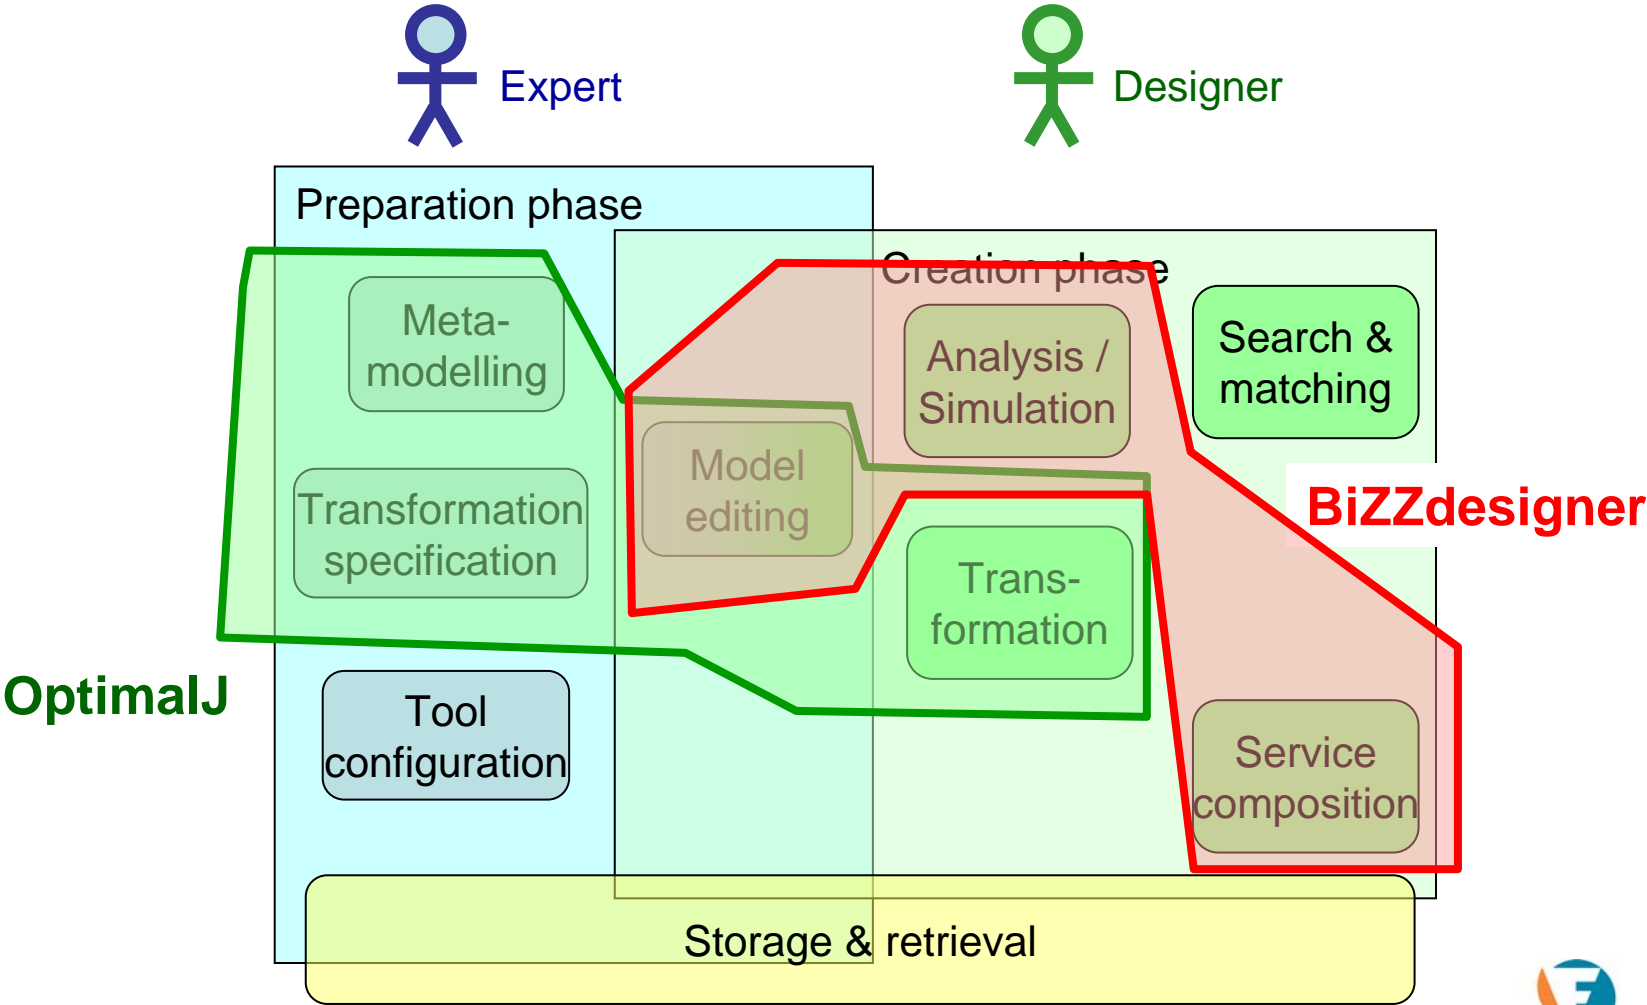 Expert
Designer
Preparation phase
Creation phase
Meta-
modelling
Analysis /
Simulation
Search &
matching
Model
editing
Transformation
specification
BiZZdesigner
Trans-
formation
OptimalJ
Tool
configuration
Service
composition
Storage & retrieval